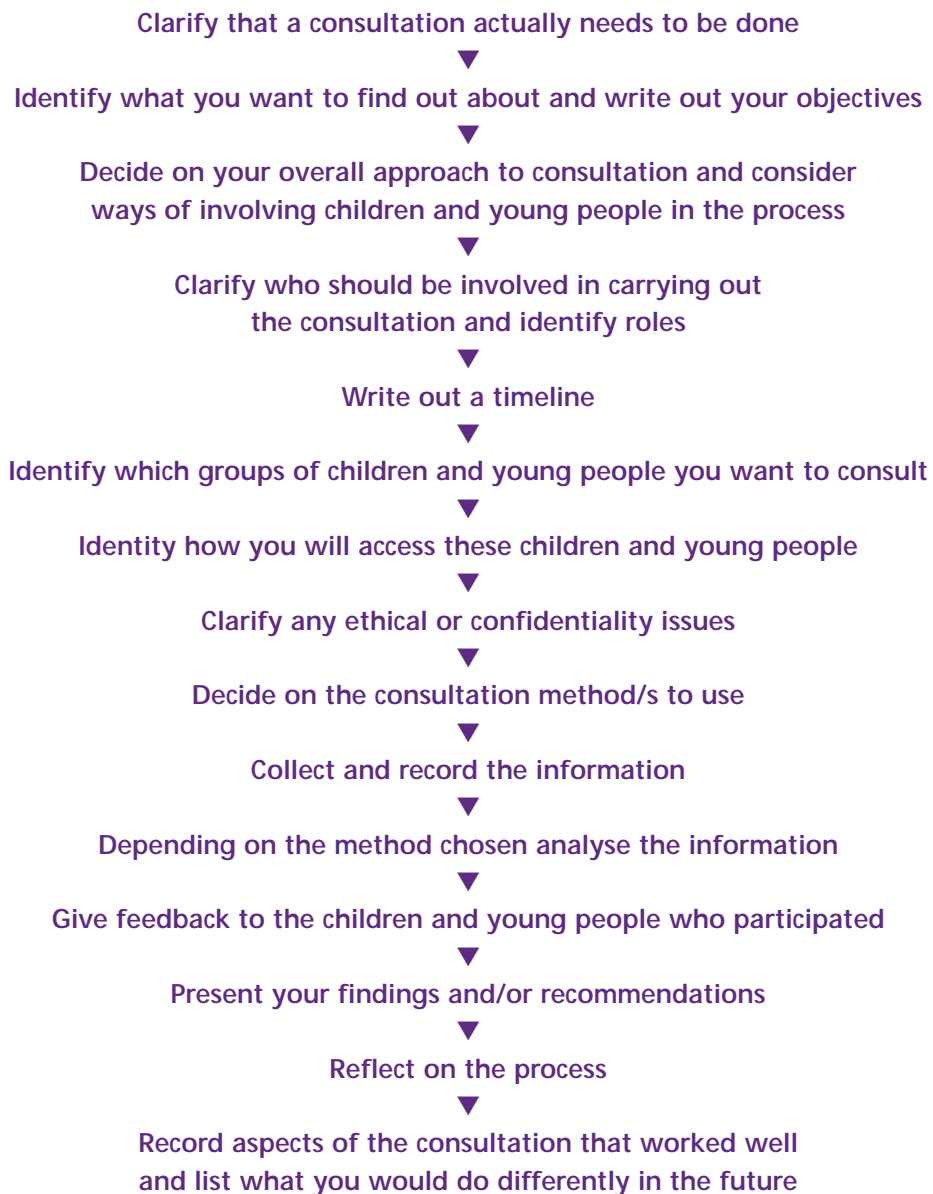 Clarify that a consultation actually needs to be done
Identify what you want to find out about and write out your objectives
Decide on your overall approach to consultation and consider
ways of involving children and young people in the process
Clarify who should be involved in carrying out
the consultation and identify roles
Write out a timeline
Identify which groups of children and young people you want to consult
Identity how you will access these children and young people
Clarify any ethical or confidentiality issues
Decide on the consultation method/s to use
Collect and record the information
Depending on the method chosen analyse the information
Give feedback to the children and young people who participated
Present your findings and/or recommendations
Reflect on the process
Record aspects of the consultation that worked well
and list what you would do differently in the future